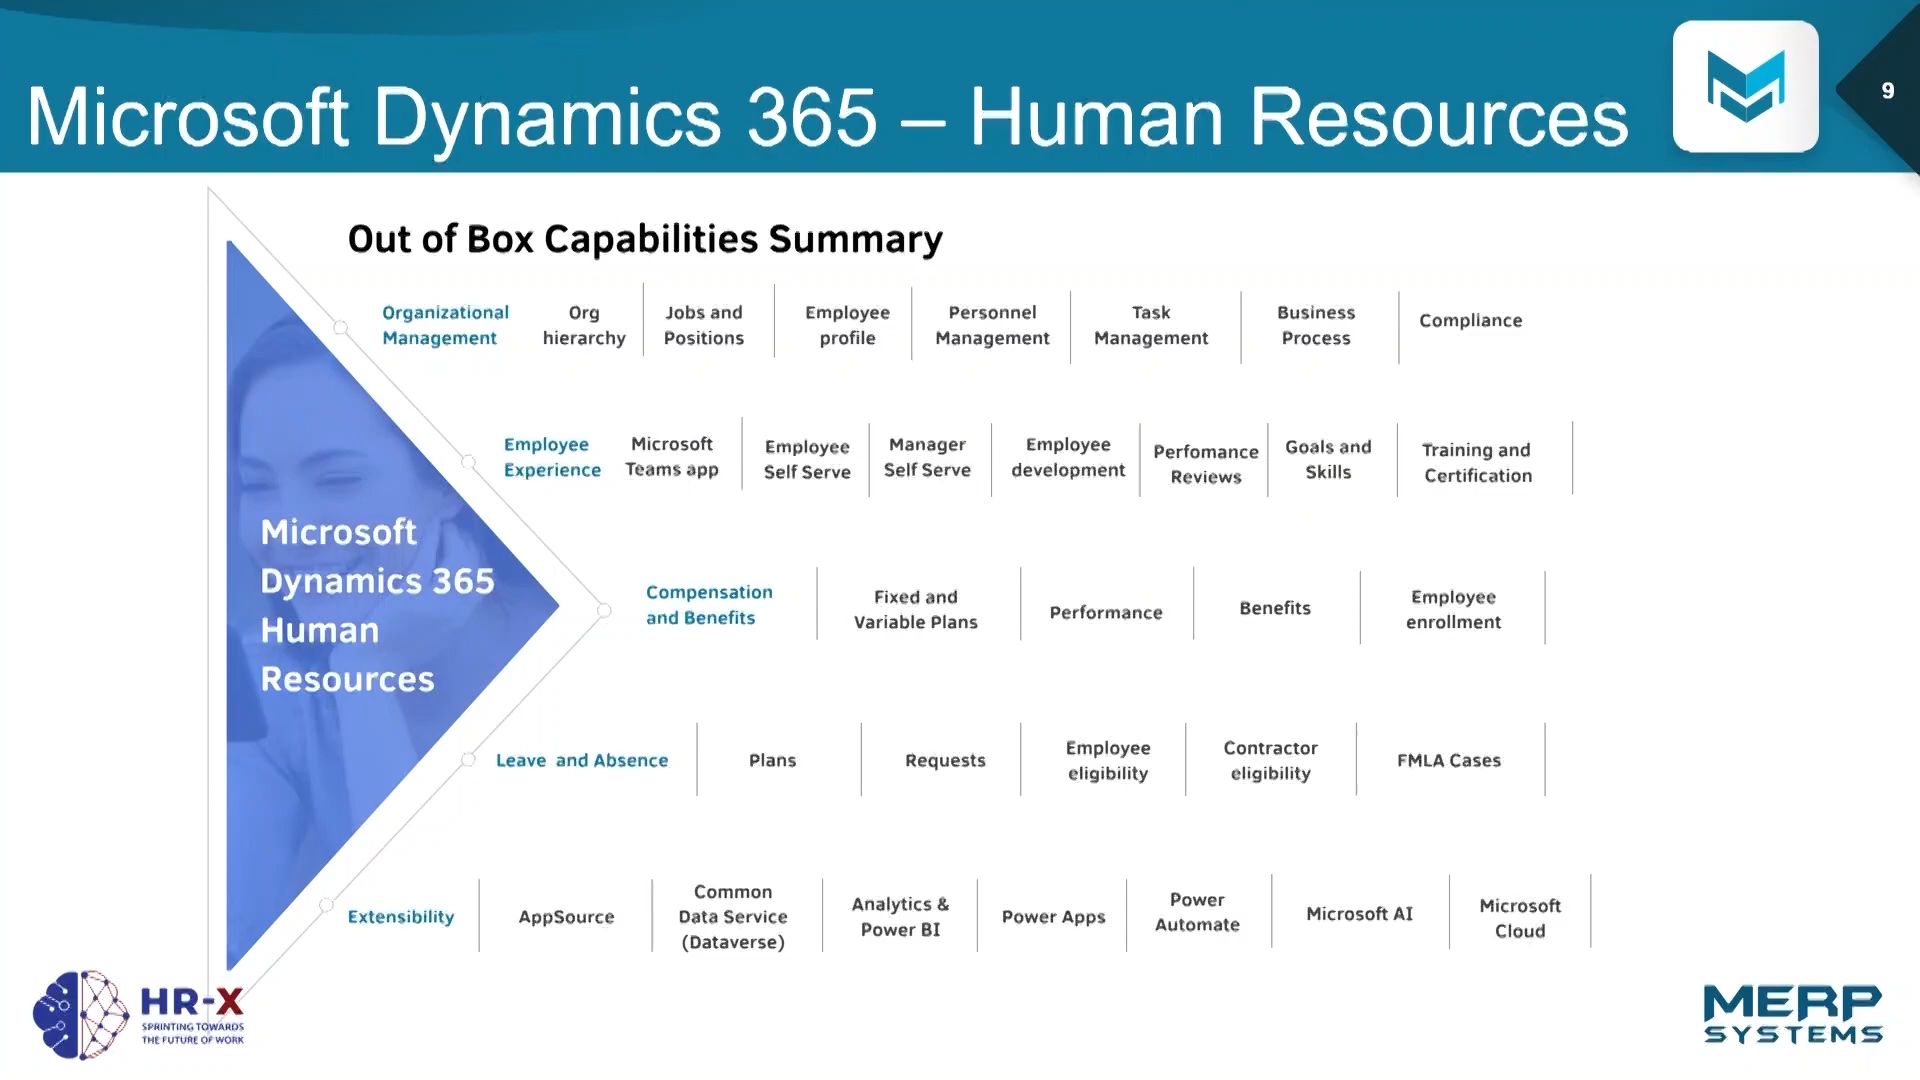 Microsoft Dynamics 365 – Human Resources
9
Out of Box Capabilities Summary
Organizational
Management
Org
hierarchy
Jobs and
Positions
Employee
profile
Personnel
Management
Task
Management
Business
Process
Compliance
Employee
Experience
Microsoft
Teams app
Employee
Self Serve
Manager
Self Serve
Employee
development
Perfomance
Reviews
Goals and
Skills
Training and
Certification
Microsoft
Dynamics 365
Human
Resources
Compensation
and Benefits
Fixed and
Variable Plans
Performance
Benefits
Employee
enrollment
Leave and Absence
Plans
Requests
Employee
eligibility
Contractor
eligibility
FMLA Cases
Extensibility
AppSource
Common
Data Service
(Dataverse)
Analytics &
Power BI
Power Apps
Power
Automate
Microsoft AI
Microsoft
Cloud
HR-X
SPRINTING TOWARDS
THE FUTURE OF WORK
MERP
SYSTEMS